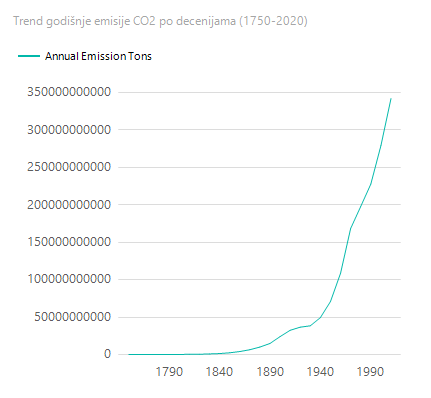 Trend godišnje emisije CO2 po decenijama (1750-2020)
Annual Emission Tons
350000000000
300000000000
250000000000
200000000000
150000000000
100000000000
50000000000
0
1790 1840 1890 1940 1990